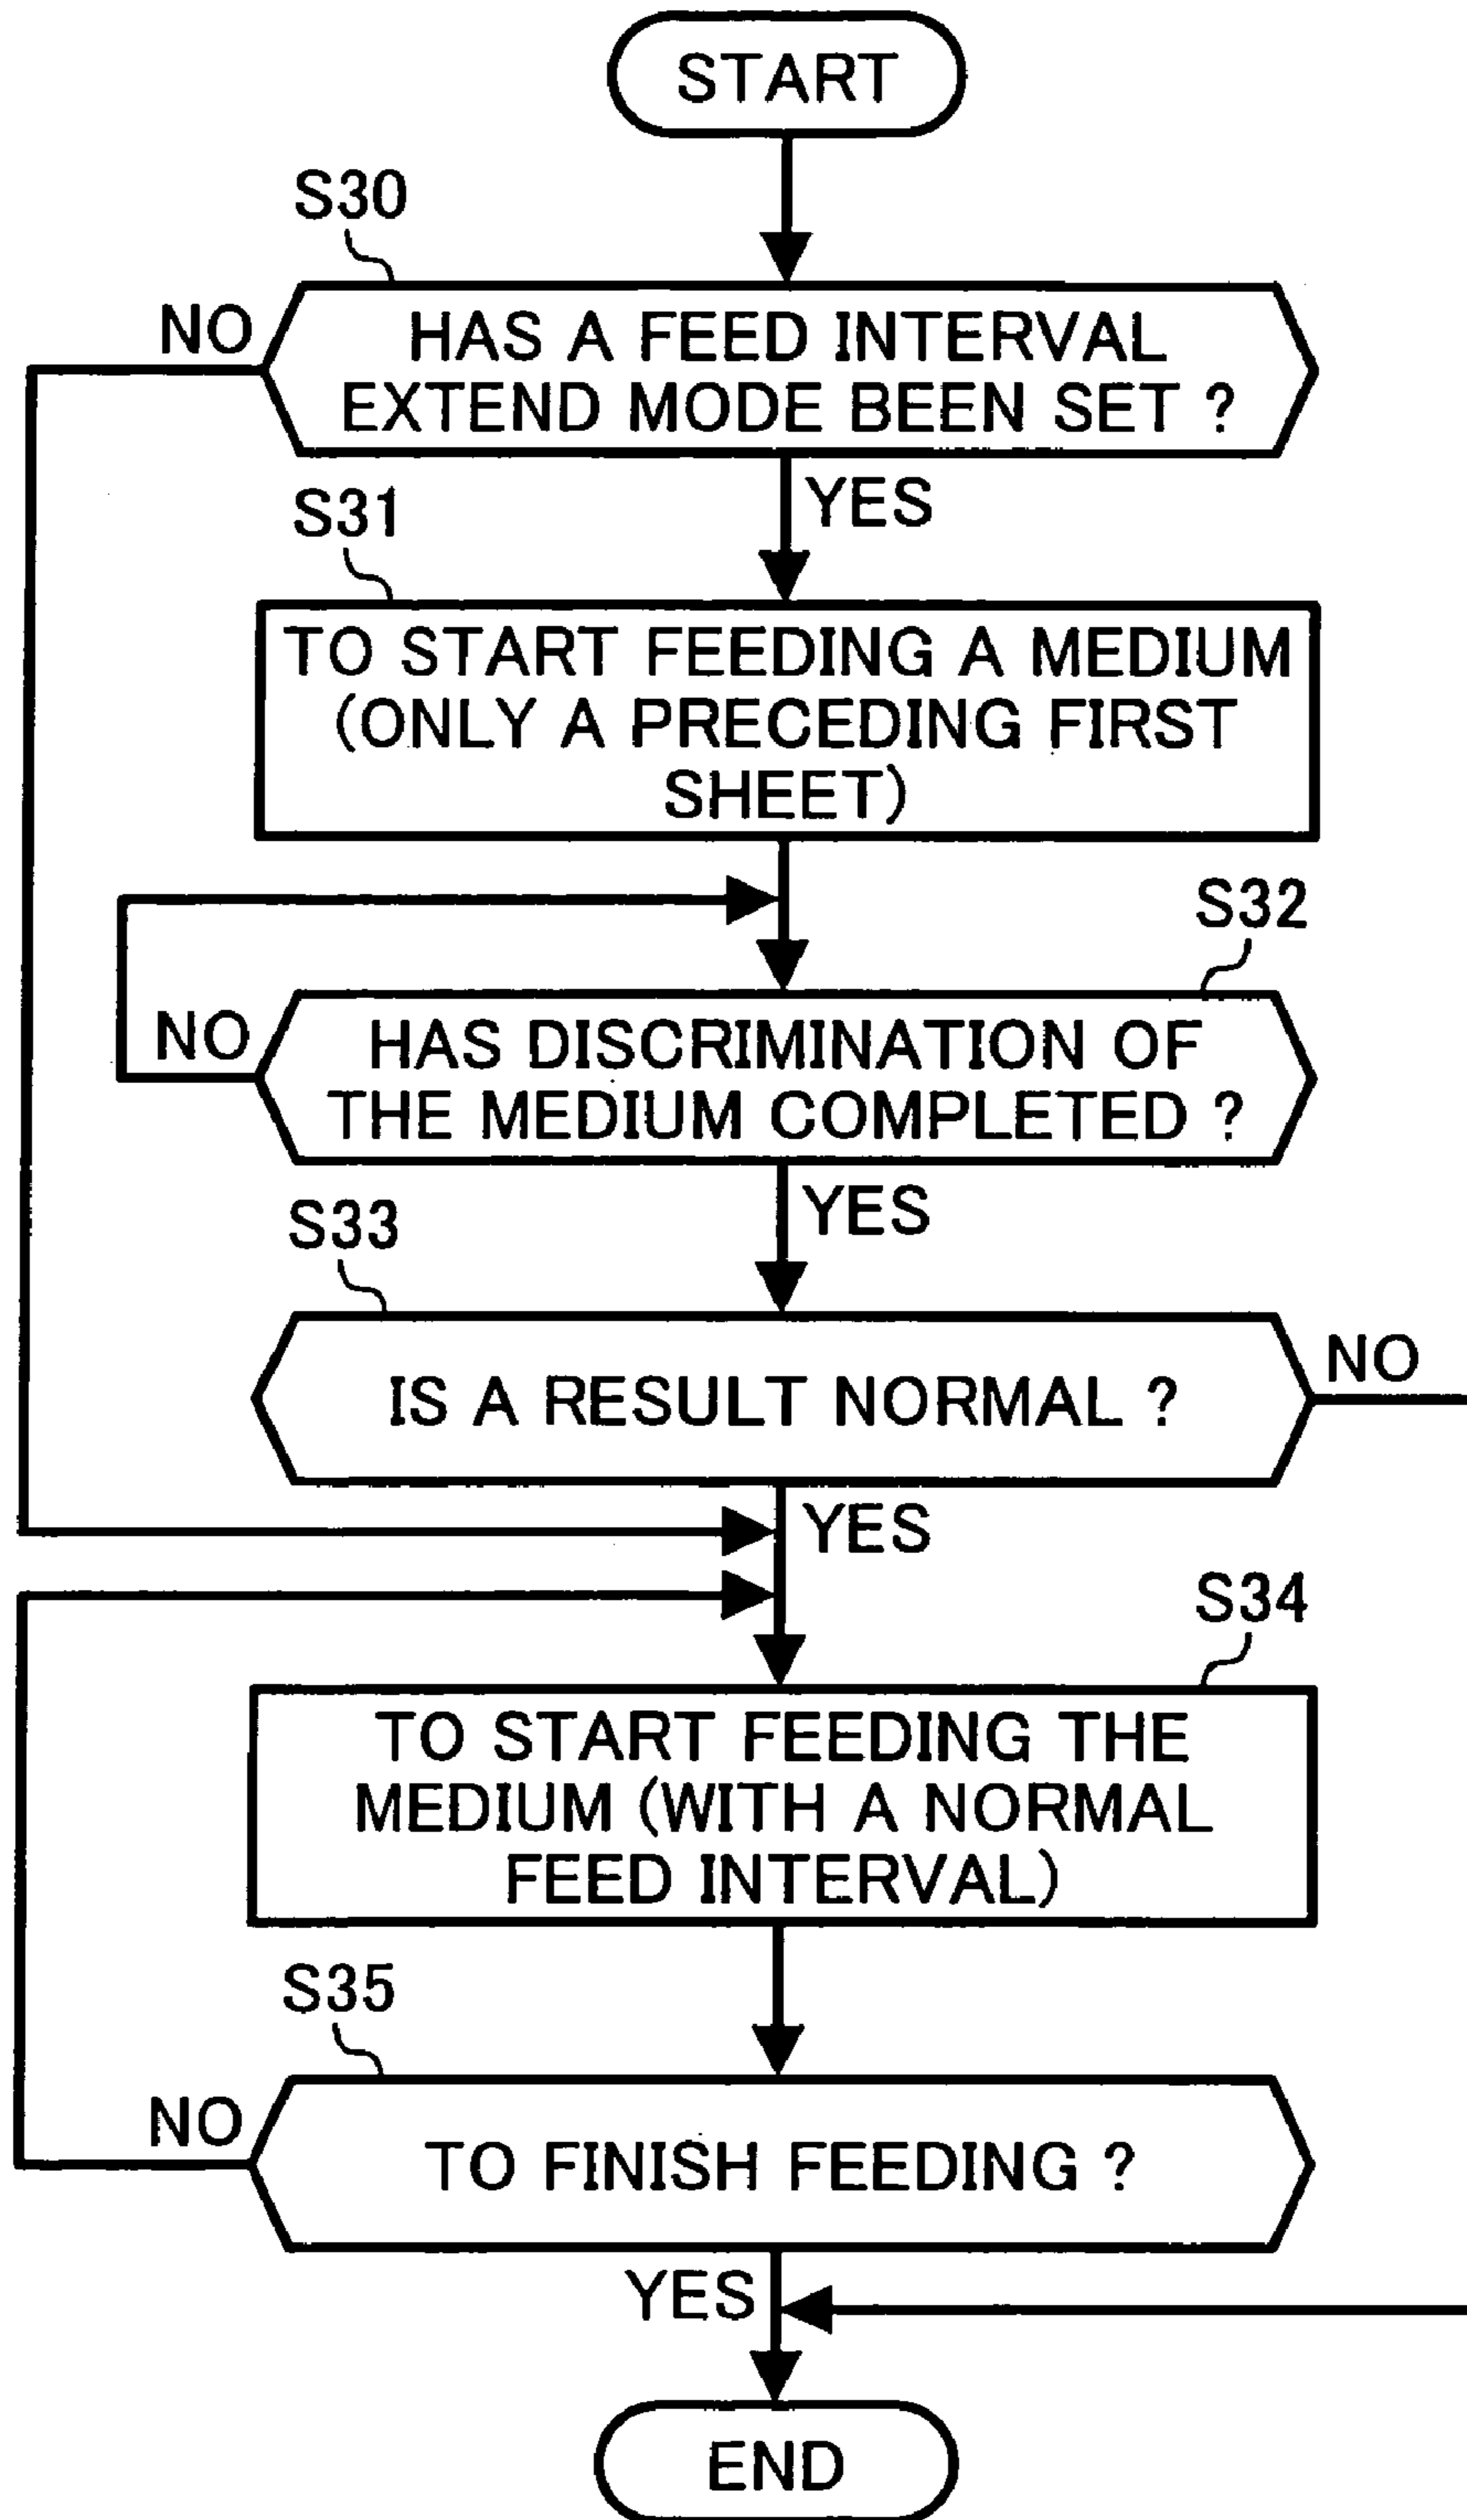 START
S30
NO
HAS A FEED INTERVAL
EXTEND MODE BEEN SET ?
YES
S31
TO START FEEDING A MEDIUM
(ONLY A PRECEDING FIRST
SHEET)
S32
NO
HAS DISCRIMINATION OF
THE MEDIUM COMPLETED ?
YES
S33
NO
IS A RESULT NORMAL ?
YES
S34
TO START FEEDING THE
MEDIUM (WITH A NORMAL
FEED INTERVAL)
S35
NO
TO FINISH FEEDING ?
YES
END